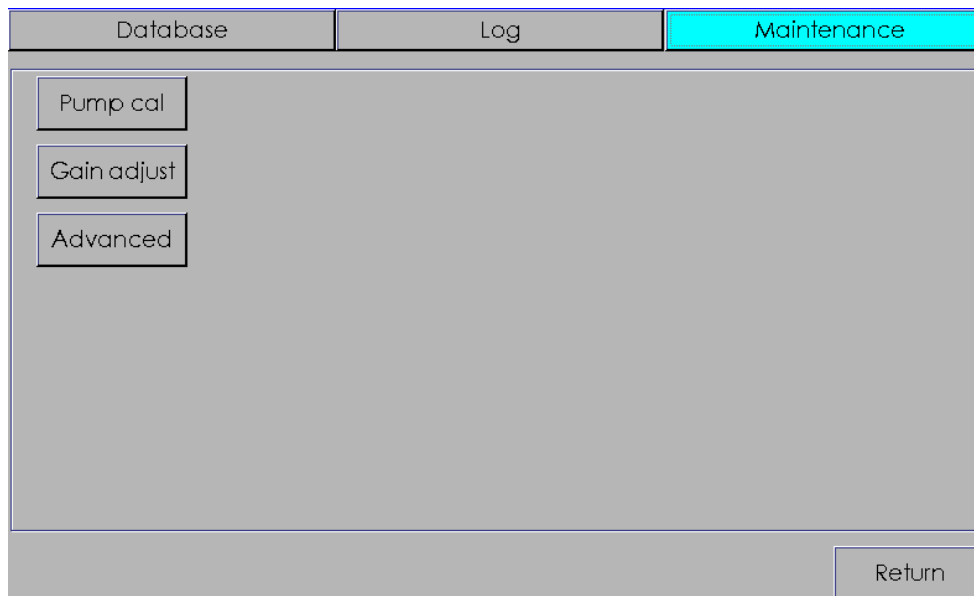 Database
Log
Maintenance
Pump cal
Gain adjust
Advanced
Return